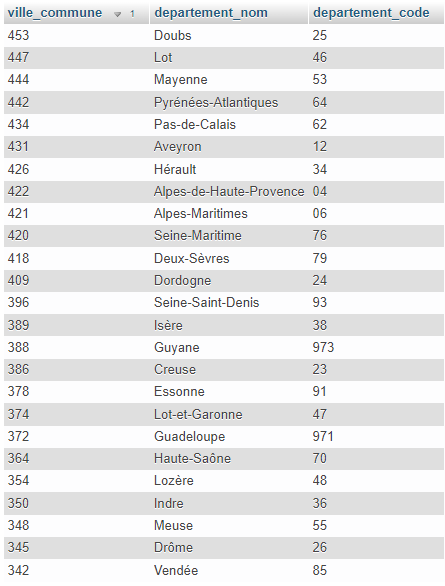 ville_commune 1 departement_nom departement_code
453 Doubs 25
447 Lot 46
444 Mayenne 53
442 Pyrénées-Atlantiques 64
434 Pas-de-Calais 62
431 Aveyron 12
426 Hérault 34
422 Alpes-de-Haute-Provence 04
421 Alpes-Maritimes 06
420 Seine-Maritime 76
418 Deux-Sèvres 79
409 Dordogne 24
396 Seine-Saint-Denis 93
389 Isère 38
388 Guyane 973
386 Creuse 23
378 Essonne 91
374 Lot-et-Garonne 47
372 Guadeloupe 971
364 Haute-Saône 70
354 Lozère 48
350 Indre 36
348 Meuse 55
345 Drôme 26
342 Vendée 85